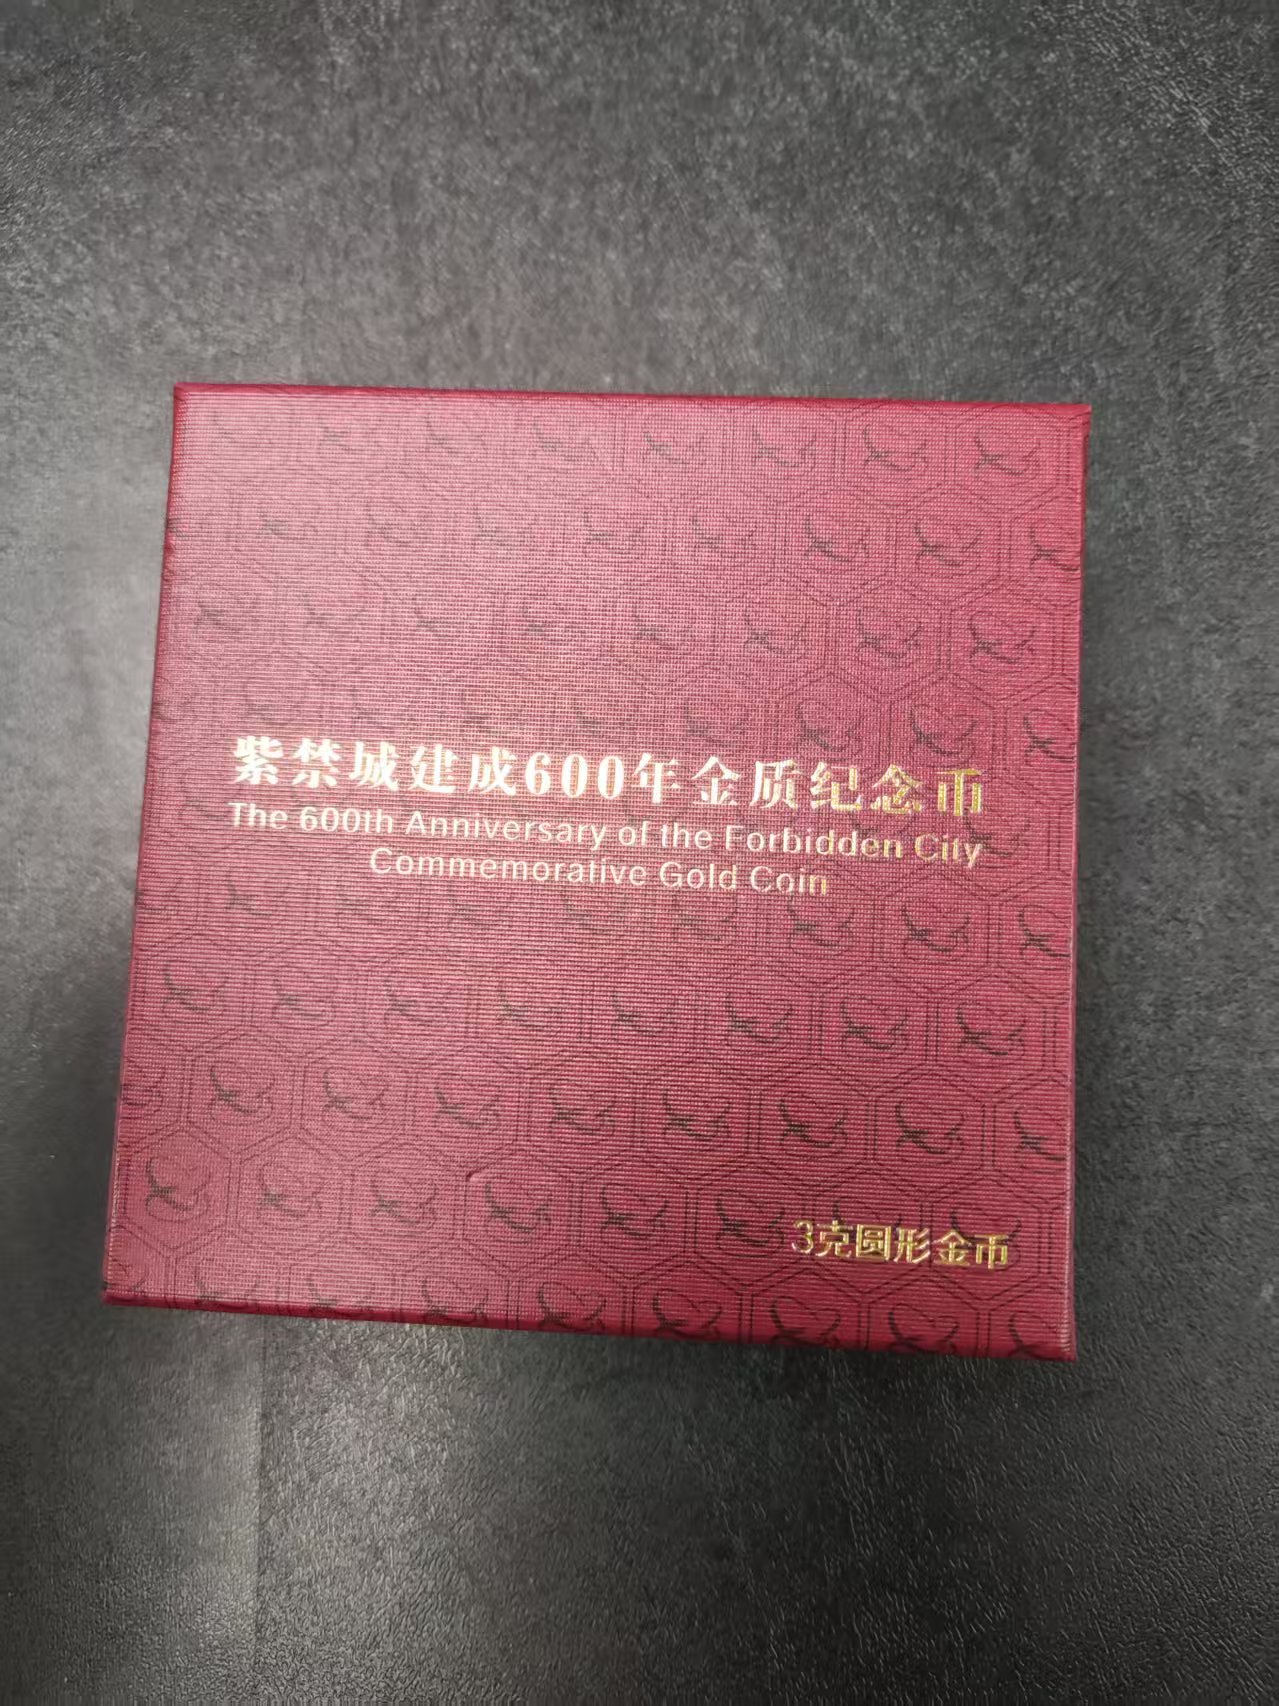 紫禁城建成600年金质纪念币
The 600th Anniversary of the Forbidden City
Commemorative Gold Coin
3克圆形金币